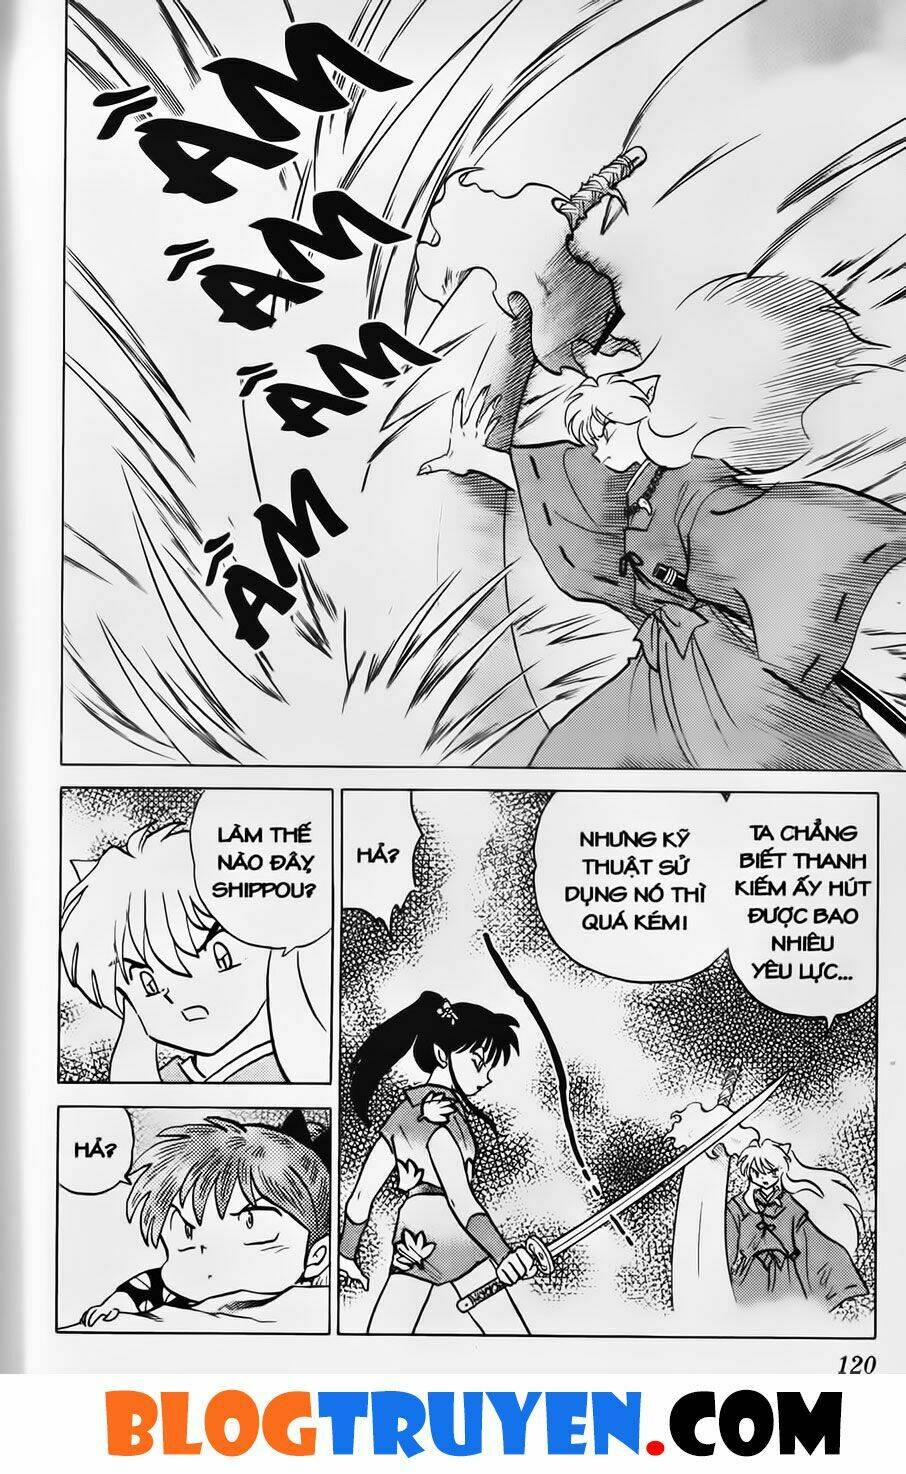 ẦM
ẦM
ẦM
ẦM
TA CHẲNG
BIẾT THANH
KIẾM ẤY HÚT
ĐƯỢC BAO
NHIÊU
YÊU LỰC...
NHƯNG KỸ
THUẬT SỬ
DỤNG NÓ THÌ
QUÁ KÉM!
HẢ?
LÀM THẾ
NÀO ĐÂY,
SHIPPOU?
HẢ?
120
BLOGTRUYEN.COM